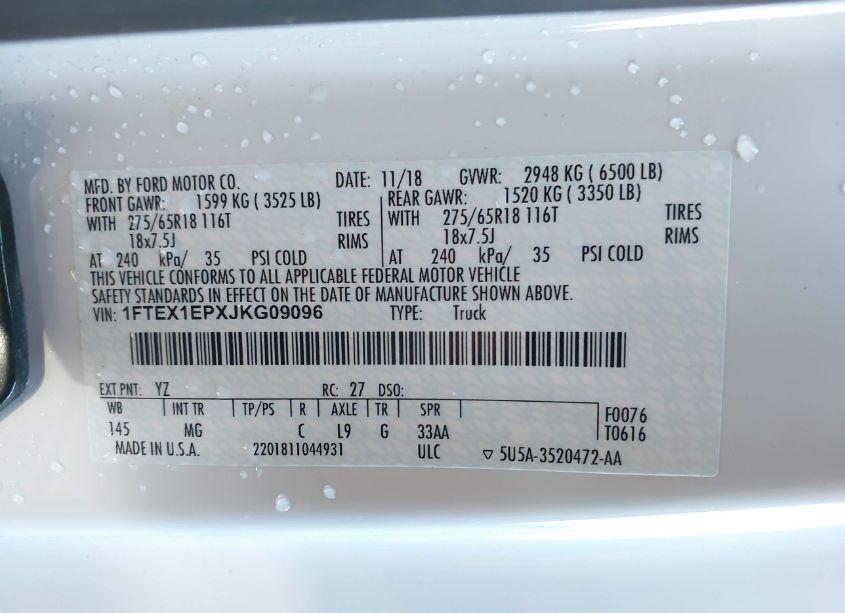 MFD. BY FORD MOTOR CO. DATE: 11/18 GVWR: 2948 KG ( 6500 LB)
FRONT GAWR: 1599 KG ( 3525 LB) REAR GAWR: 1520 KG ( 3350 LB)
WITH 275/65R18 116T TIRES WITH 275/65R18 116T TIRES
18x7.5J RIMS 18x7.5J RIMS
AT 240 kPa/ 35 PSI COLD AT 240 kPa/ 35 PSI COLD
THIS VEHICLE CONFORMS TO ALL APPLICABLE FEDERAL MOTOR VEHICLE
SAFETY STANDARDS IN EFFECT ON THE DATE OF MANUFACTURE SHOWN ABOVE.
VIN: 1FTEX1EPXJKG09096 TYPE: Truck
EXT PNT: YZ RC: 27 DSO:
WB INT TR TP/PS R AXLE TR SPR F0076
145 MG C L9 G 33AA T0616
MADE IN U.S.A. 2201811044931 ULC ▽ 5U5A-3520472-AA